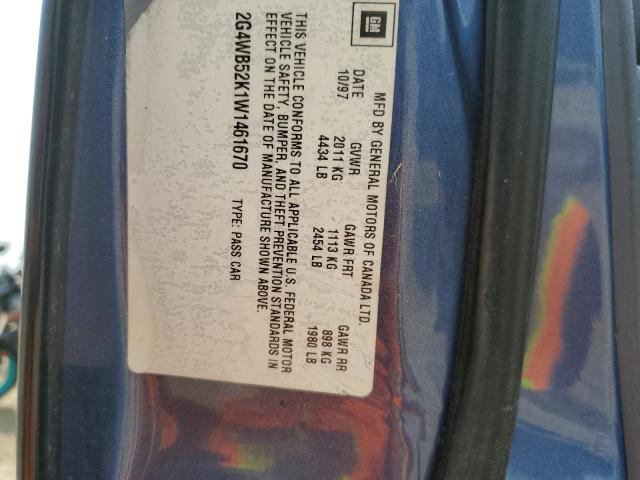 GM
MFD BY GENERAL MOTORS OF CANADA LTD.
DATE GVWR GAWR FRT GAWR RR
10/97 2011 KG 1113 KG 898 KG
4434 LB 2454 LB 1980 LB
THIS VEHICLE CONFORMS TO ALL APPLICABLE U.S. FEDERAL MOTOR
VEHICLE SAFETY, BUMPER, AND THEFT PREVENTION STANDARDS IN
EFFECT ON THE DATE OF MANUFACTURE SHOWN ABOVE.
2G4WB52K1W1461670 TYPE: PASS CAR